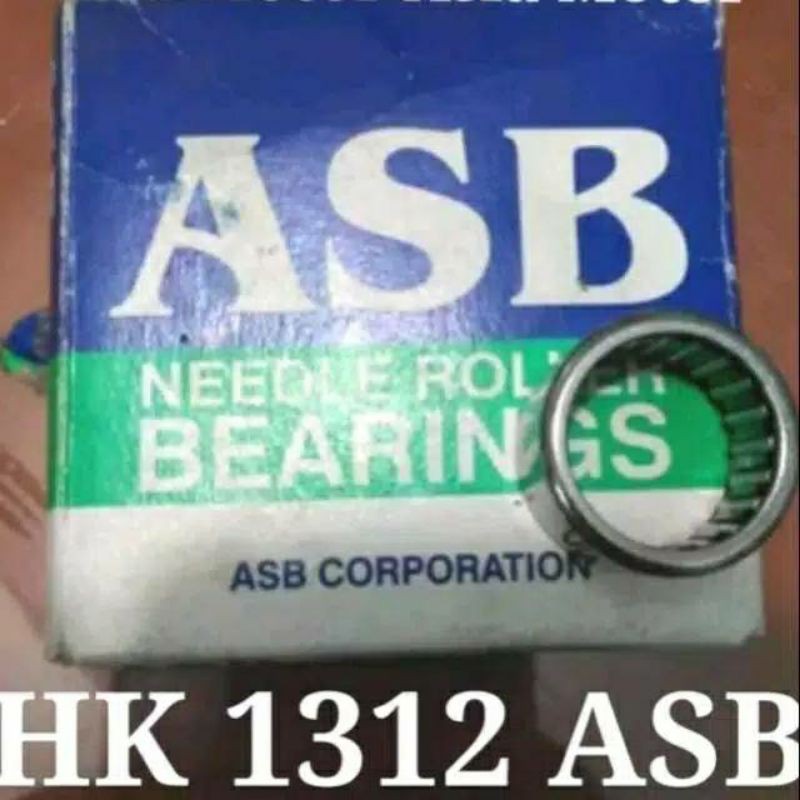 ASB
NEEDLE ROLLER
BEARINGS
ASB CORPORATION
HK 1312 ASB